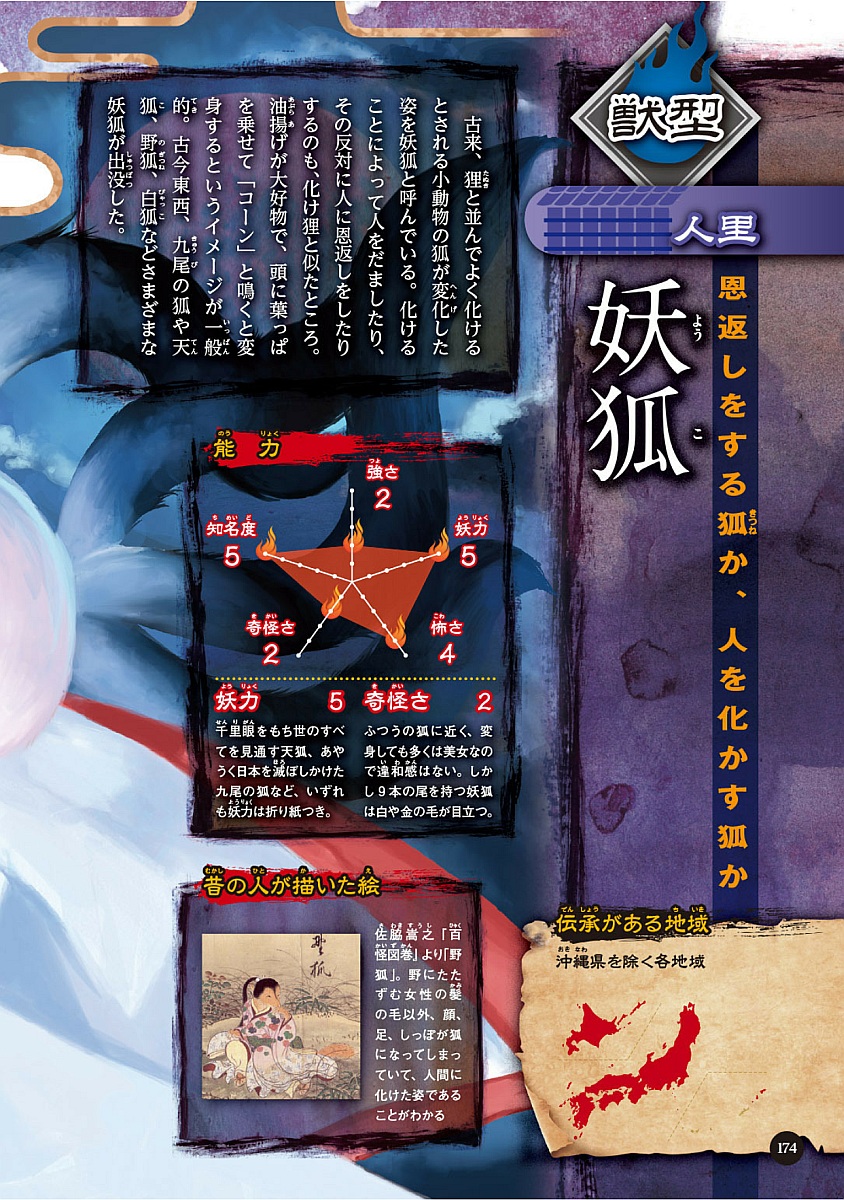 獣型
人里
恩返しをする狐か、人を化かす狐か
妖狐
古来、狸と並んでよく化ける
とされる小動物の狐が変化した
姿を妖狐と呼んでいる。化ける
ことによって人をだましたり、
その反対に人に恩返しをしたり
するのも、化け狸と似たところ。
油揚げが大好物で、頭に葉っぱ
を乗せて「コーン」と鳴くと変
身するというイメージが一般
的。古今東西、九尾の狐や天
狐、野狐、白狐などさまざまな
妖狐が出没した。
能力
強さ
2
妖力
5
怖さ
4
奇怪さ
2
知名度
5
妖力 5
千里眼をもち世のすべ
てを見通す天狐、あや
うく日本を滅ぼしかけた
九尾の狐など、いずれ
も妖力は折り紙つき。
奇怪さ 2
ふつうの狐に近く、変
身しても多くは美女なの
で違和感はない。しか
し9本の尾を持つ妖狐
は白や金の毛が目立つ。
昔の人が描いた絵
野狐
佐脇嵩之「百
怪図巻」より「野
狐」。野にたた
ずむ女性の髪
の毛以外、顔、
足、しっぽが狐
になってしまっ
ていて、人間に
化けた姿である
ことがわかる
伝承がある地域
沖縄県を除く各地域
174